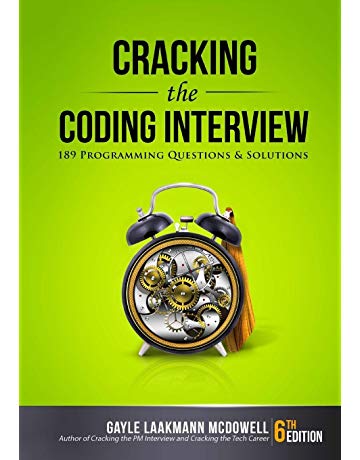 CRACKING
the
CODING INTERVIEW
189 PROGRAMMING QUESTIONS & SOLUTIONS
GAYLE LAAKMANN MCDOWELL
Author of Cracking the PM Interview and Cracking the Tech Career
6TH EDITION